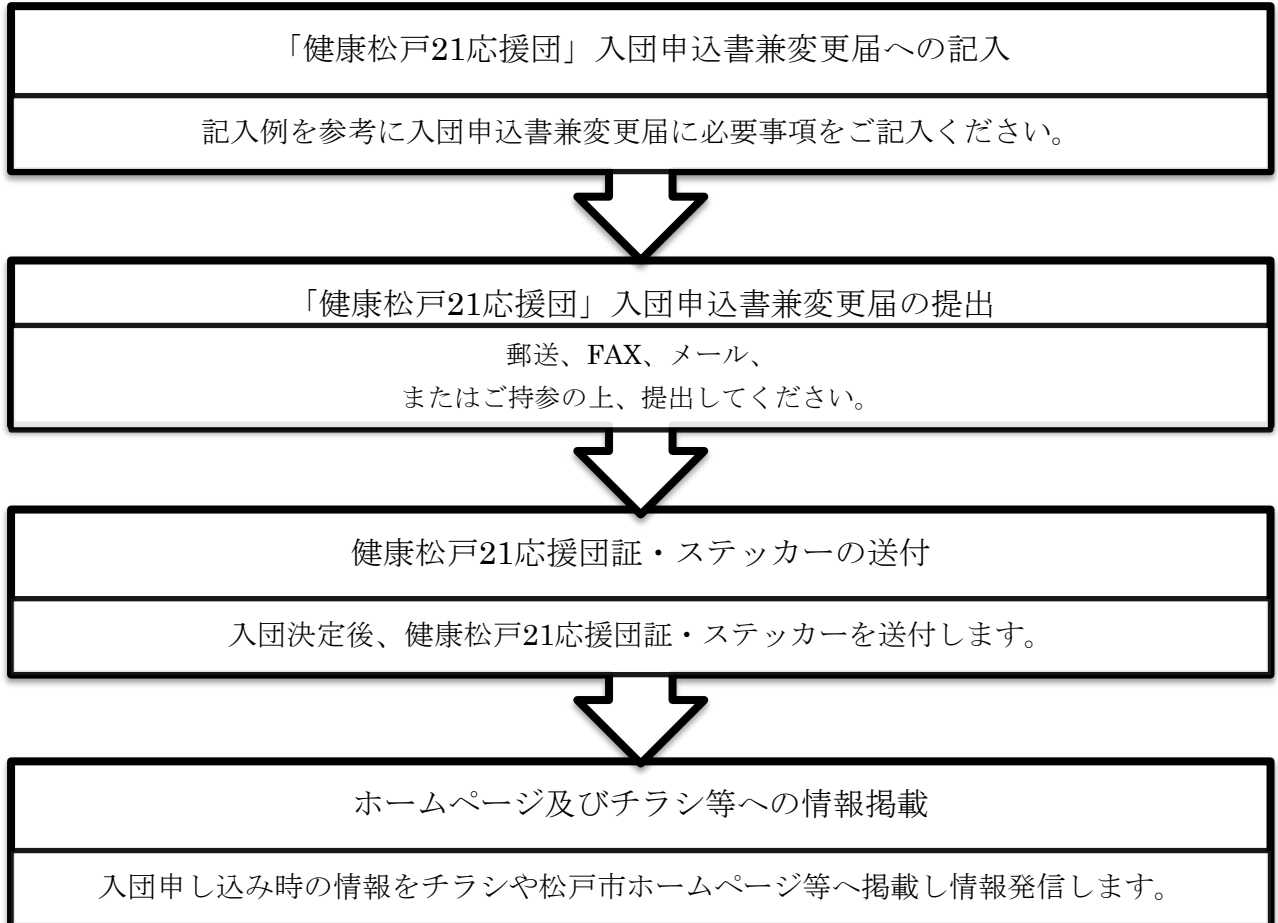 「健康松戸21応援団」入団申込書兼変更届への記入
記入例を参考に入団申込書兼変更届に必要事項をご記入ください。
「健康松戸21応援団」入団申込書兼変更届の提出
郵送、FAX、メール、
またはご持参の上、提出してください。
健康松戸21応援団証・ステッカーの送付
入団決定後、健康松戸21応援団証・ステッカーを送付します。
ホームページ及びチラシ等への情報掲載
入団申し込み時の情報をチラシや松戸市ホームページ等へ掲載し情報発信します。